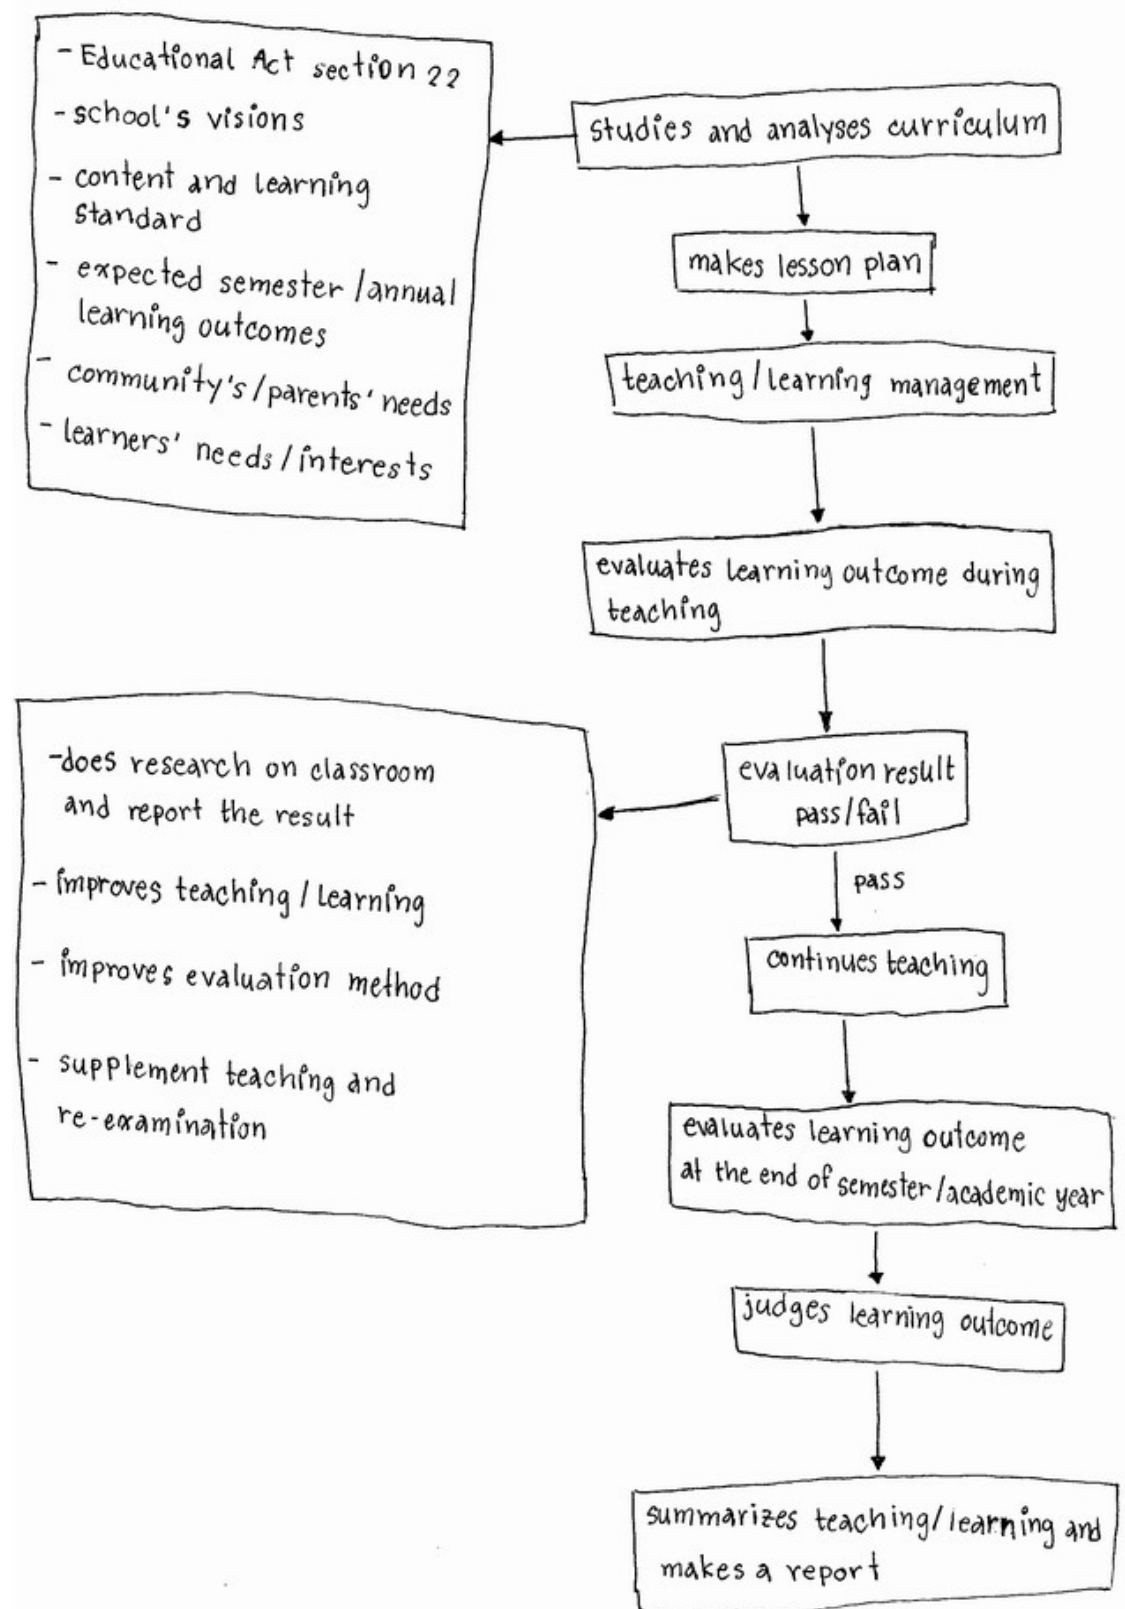 - Educational Act section 22
- school's visions
- content and learning
standard
- expected semester/annual
learning outcomes
- community's/parents' needs
- learners' needs/interests
studies and analyses curriculum
makes lesson plan
teaching/learning management
evaluates learning outcome during
teaching
evaluation result
pass/fail
-does research on classroom
and report the result
- improves teaching/learning
- improves evaluation method
- supplement teaching and
re-examination
pass
continues teaching
evaluates learning outcome
at the end of semester/academic year
judges learning outcome
summarizes teaching/learning and
makes a report